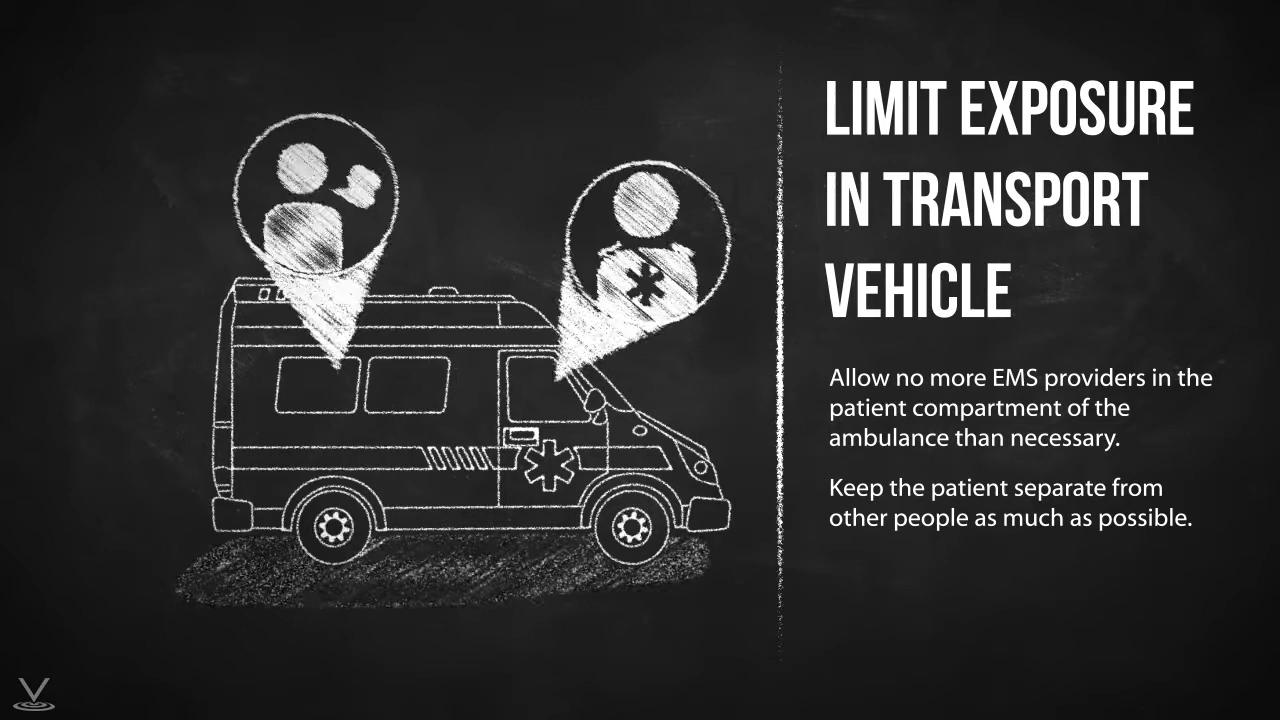 LIMIT EXPOSURE
IN TRANSPORT
VEHICLE
Allow no more EMS providers in the
patient compartment of the
ambulance than necessary.
Keep the patient separate from
other people as much as possible.